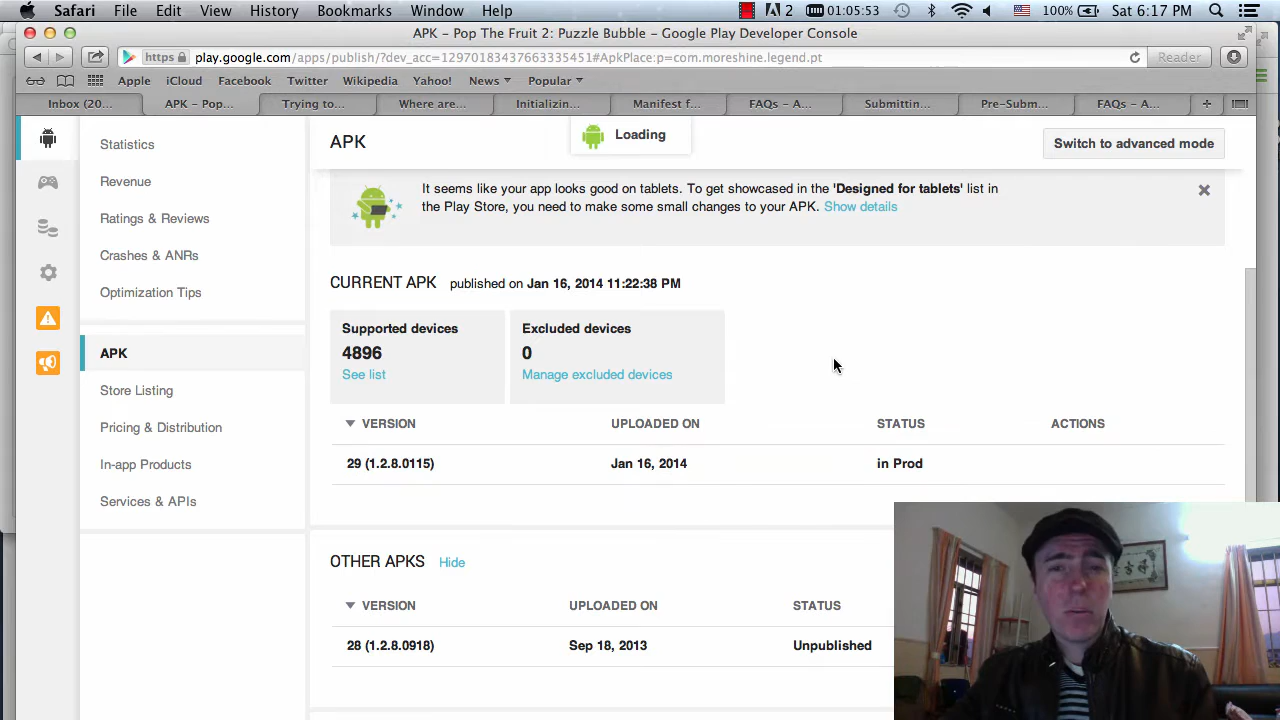 Safari File Edit View History Bookmarks Window Help 2 01:05:53 100% Sat 6:17 PM
APK - Pop The Fruit 2: Puzzle Bubble - Google Play Developer Console
https play.google.com/apps/publish/?dev_acc=12970183437663335451#ApkPlace:p=com.moreshine.legend.pt Reader
Apple iCloud Facebook Twitter Wikipedia Yahoo! News Popular
Inbox (20... APK - Pop... Trying to... Where are... Initializin... Manifest f... FAQs - A... Submittin... Pre-Subm... FAQs - A...
Statistics
Revenue
Ratings & Reviews
Crashes & ANRs
Optimization Tips
APK
Store Listing
Pricing & Distribution
In-app Products
Services & APIs
APK
Loading
Switch to advanced mode
It seems like your app looks good on tablets. To get showcased in the 'Designed for tablets' list in
the Play Store, you need to make some small changes to your APK. Show details
CURRENT APK published on Jan 16, 2014 11:22:38 PM
Supported devices
4896
See list
Excluded devices
0
Manage excluded devices
VERSION UPLOADED ON STATUS ACTIONS
29 (1.2.8.0115) Jan 16, 2014 in Prod
OTHER APKS Hide
VERSION UPLOADED ON STATUS
28 (1.2.8.0918) Sep 18, 2013 Unpublished